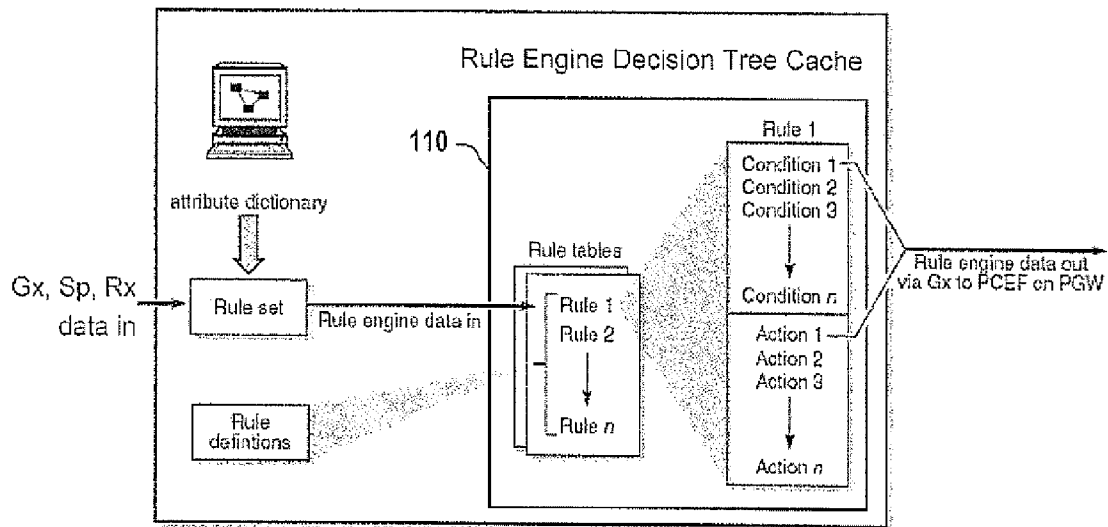 Rule Engine Decision Tree Cache
110
attribute dictionary
Gx, Sp, Rx
data in
Rule set
Rule engine data in
Rule
defintions
Rule tables
Rule 1
Rule 2
Rule n
Rule 1
Condition 1
Condition 2
Condition 3
Condition n
Action 1
Action 2
Action 3
Action n
Rule engine data out
via Gx to PCEF on PGW